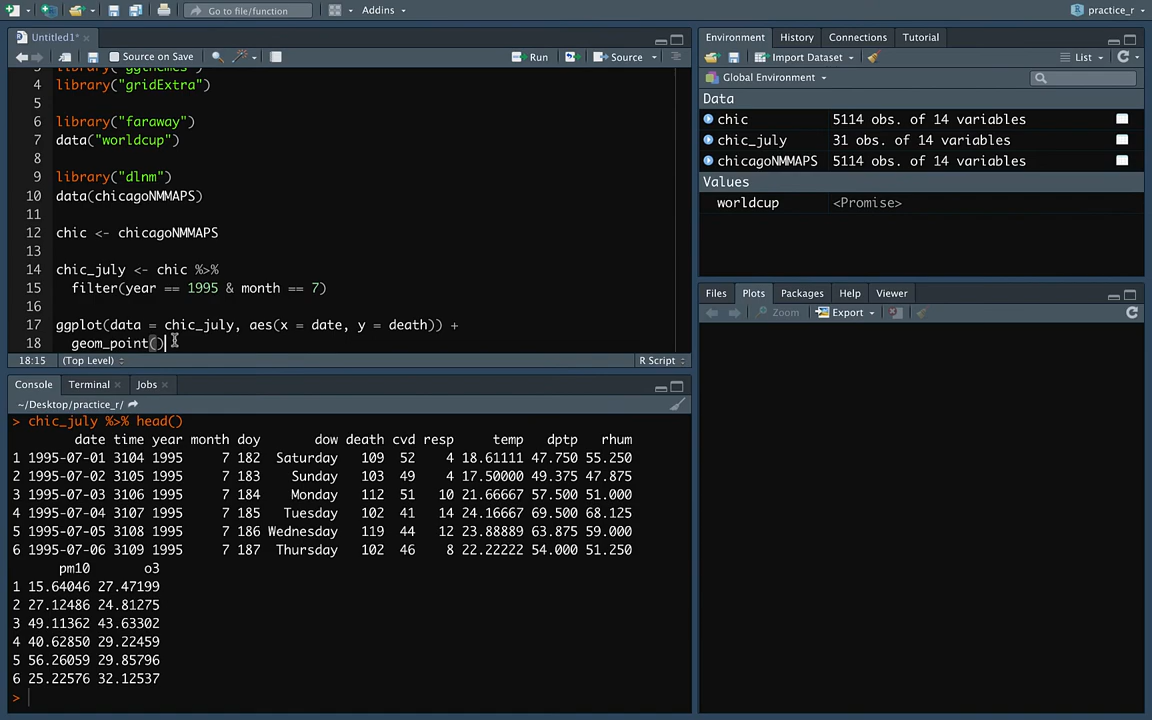 Go to file/function
Addins
practice_r
Untitled1*
Source on Save
Run
Source
3 library("ggthemes")
4 library("gridExtra")
5
6 library("faraway")
7 data("worldcup")
8
9 library("dlnm")
10 data(chicagoNMMAPS)
11
12 chic <- chicagoNMMAPS
13
14 chic_july <- chic %>%
15 filter(year == 1995 & month == 7)
16
17 ggplot(data = chic_july, aes(x = date, y = death)) +
18 geom_point()
18:15 (Top Level) R Script
Console Terminal Jobs
~/Desktop/practice_r/
> chic_july %>% head()
date time year month doy dow death cvd resp temp dptp rhum
1 1995-07-01 3104 1995 7 182 Saturday 109 52 4 18.61111 47.750 55.250
2 1995-07-02 3105 1995 7 183 Sunday 103 49 4 17.50000 49.375 47.875
3 1995-07-03 3106 1995 7 184 Monday 112 51 10 21.66667 57.500 51.000
4 1995-07-04 3107 1995 7 185 Tuesday 102 41 14 24.16667 69.500 68.125
5 1995-07-05 3108 1995 7 186 Wednesday 119 44 12 23.88889 63.875 59.000
6 1995-07-06 3109 1995 7 187 Thursday 102 46 8 22.22222 54.000 51.250
pm10 o3
1 15.64046 27.47199
2 27.12486 24.81275
3 49.11362 43.63302
4 40.62850 29.22459
5 56.26059 29.85796
6 25.22576 32.12537
>
Environment History Connections Tutorial
Import Dataset List
Global Environment
Data
chic 5114 obs. of 14 variables
chic_july 31 obs. of 14 variables
chicagoNMMAPS 5114 obs. of 14 variables
Values
worldcup <Promise>
Files Plots Packages Help Viewer
Zoom Export